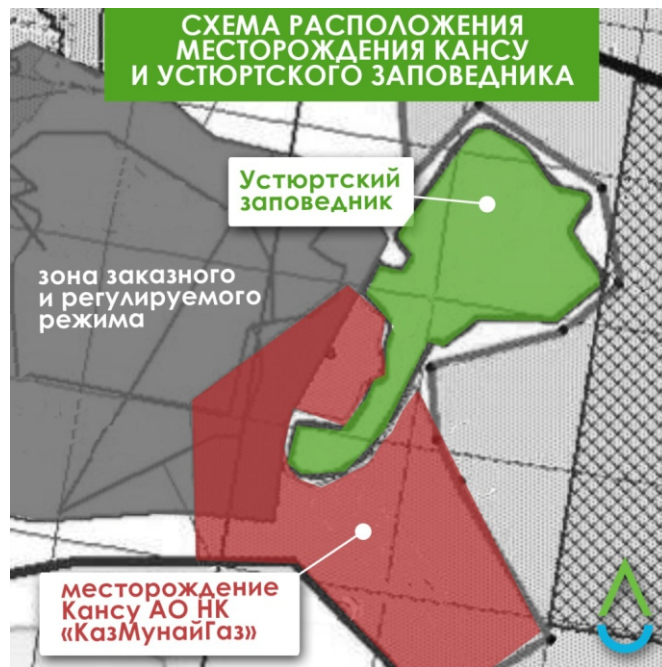 СХЕМА РАСПОЛОЖЕНИЯ
МЕСТОРОЖДЕНИЯ КАНСУ
И УСТЮРТСКОГО ЗАПОВЕДНИКА
Устюртский
заповедник
зона заказного
и регулируемого
режима
месторождение
Кансу АО НК
«КазМунайГаз»